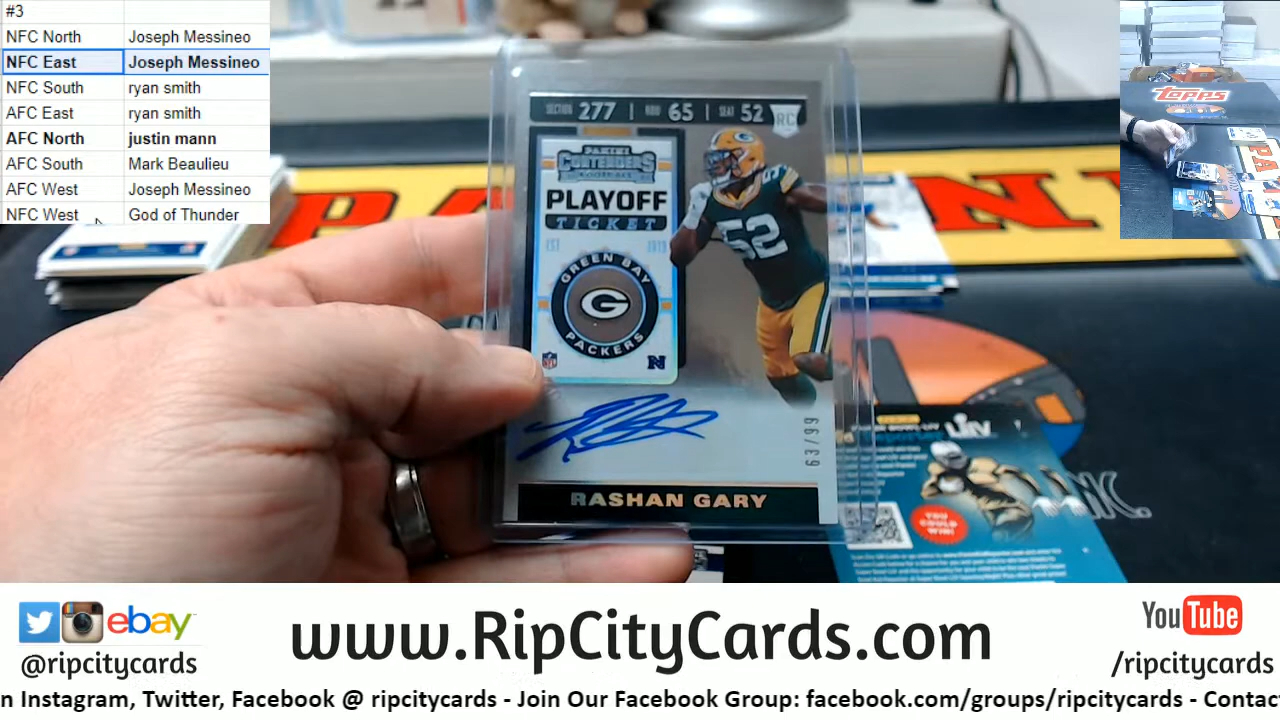 #3
NFC North Joseph Messineo
NFC East Joseph Messineo
NFC South ryan smith
AFC East ryan smith
AFC North justin mann
AFC South Mark Beaulieu
AFC West Joseph Messineo
NFC West God of Thunder
Topps
PANINI
SECTION 277 | ROW 65 | SEAT 52 RC
PANINI
CONTENDERS
FOOTBALL
PLAYOFF
TICKET
EST 1919
GREEN BAY
G
PACKERS
NFL N
52
63/99
RASHAN GARY
LIV
YOU
COULD
WIN!
ebay
@ripcitycards
www.RipCityCards.com
YouTube
/ripcitycards
n Instagram, Twitter, Facebook @ ripcitycards - Join Our Facebook Group: facebook.com/groups/ripcitycards - Contac